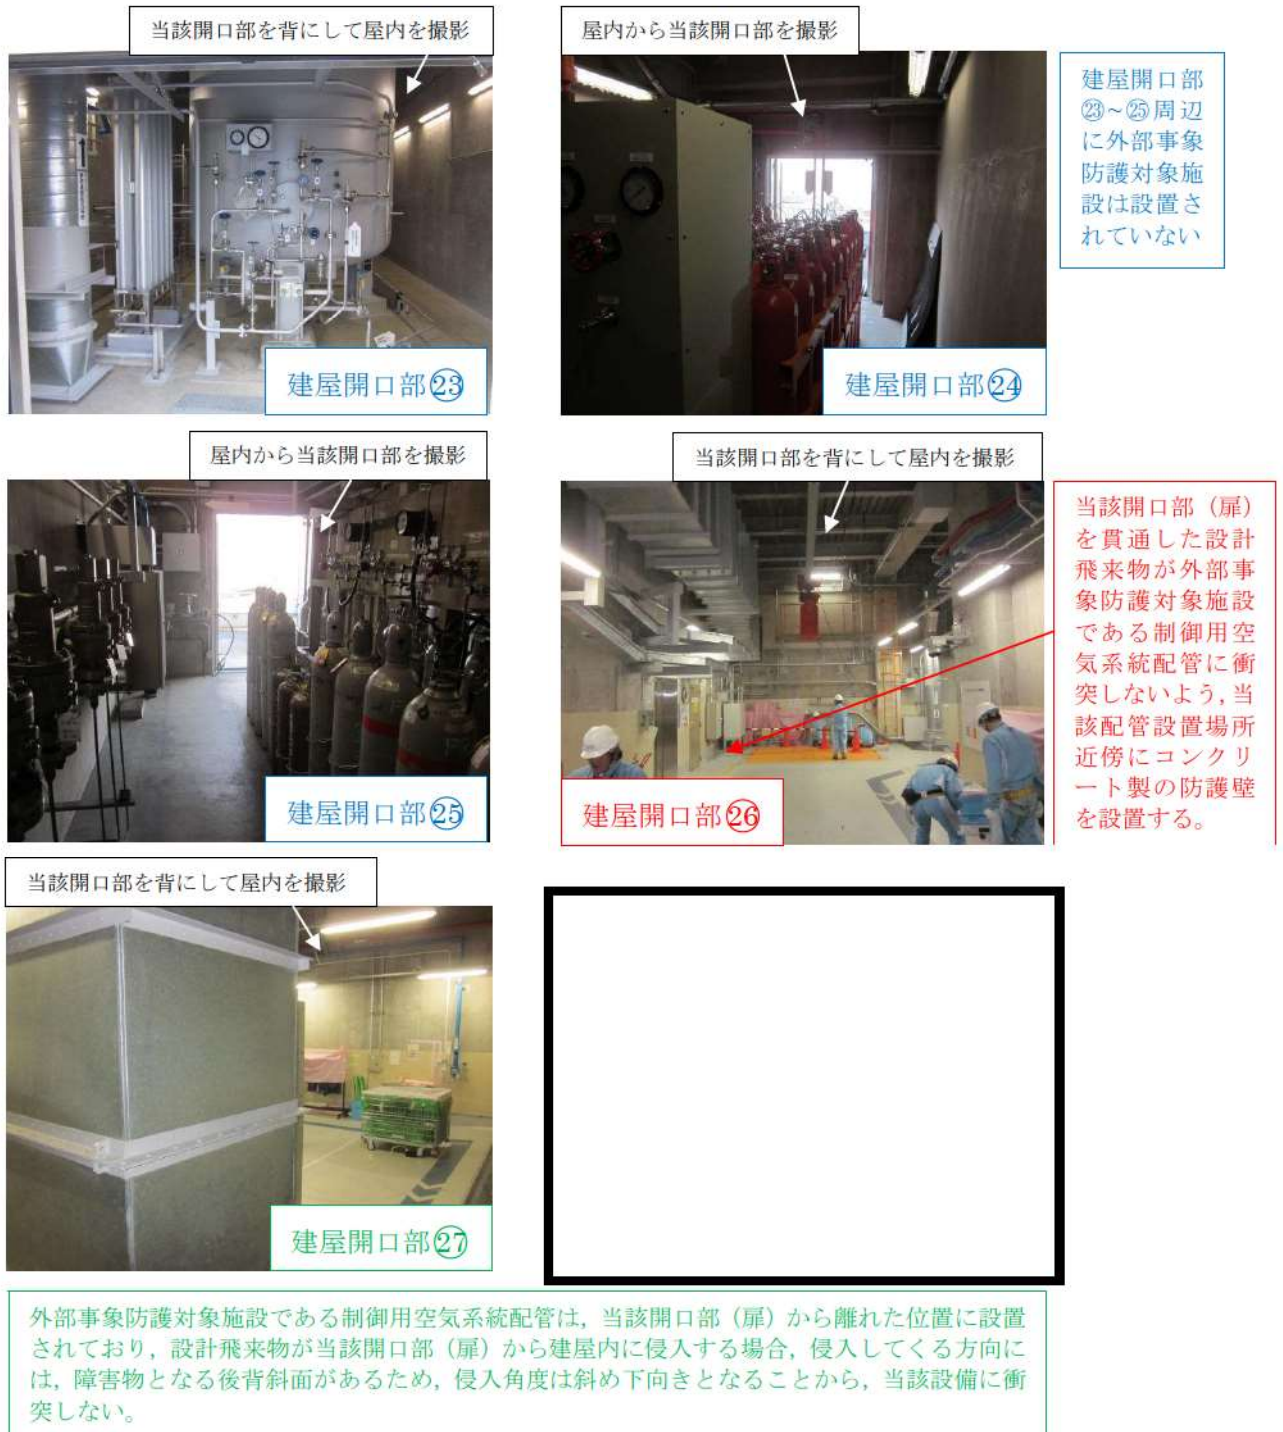 当該開口部を背にして屋内を撮影
建屋開口部㉓
屋内から当該開口部を撮影
建屋開口部㉔
建屋開口部
㉓~㉕周辺
に外部事象
防護対象施
設は設置さ
れていない
屋内から当該開口部を撮影
建屋開口部㉕
当該開口部を背にして屋内を撮影
建屋開口部㉖
当該開口部（扉）
を貫通した設計
飛来物が外部事
象防護対象施設
である制御用空
気系統配管に衝
突しないよう,当
該配管設置場所
近傍にコンクリ
ート製の防護壁
を設置する。
当該開口部を背にして屋内を撮影
建屋開口部㉗
外部事象防護対象施設である制御用空気系統配管は，当該開口部（扉）から離れた位置に設置
されており，設計飛来物が当該開口部（扉）から建屋内に侵入する場合，侵入してくる方向に
は，障害物となる後背斜面があるため，侵入角度は斜め下向きとなることから，当該設備に衝
突しない。